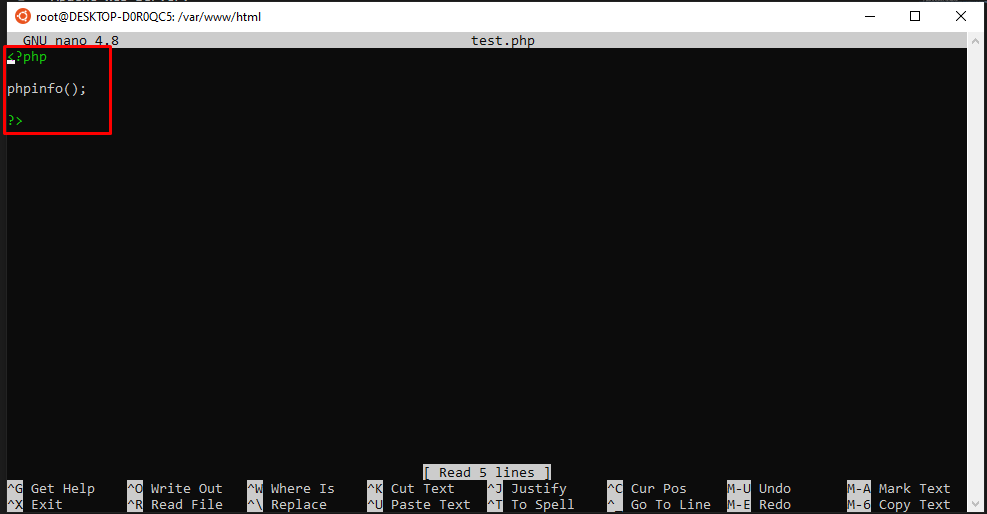 root@DESKTOP-D0R0QC5: /var/www/html
GNU nano 4.8 test.php
<?php
phpinfo();
?>
[ Read 5 lines ]
^G Get Help ^O Write Out ^W Where Is ^K Cut Text ^J Justify ^C Cur Pos M-U Undo M-A Mark Text
^X Exit ^R Read File ^\ Replace ^U Paste Text ^T To Spell ^_ Go To Line M-E Redo M-6 Copy Text